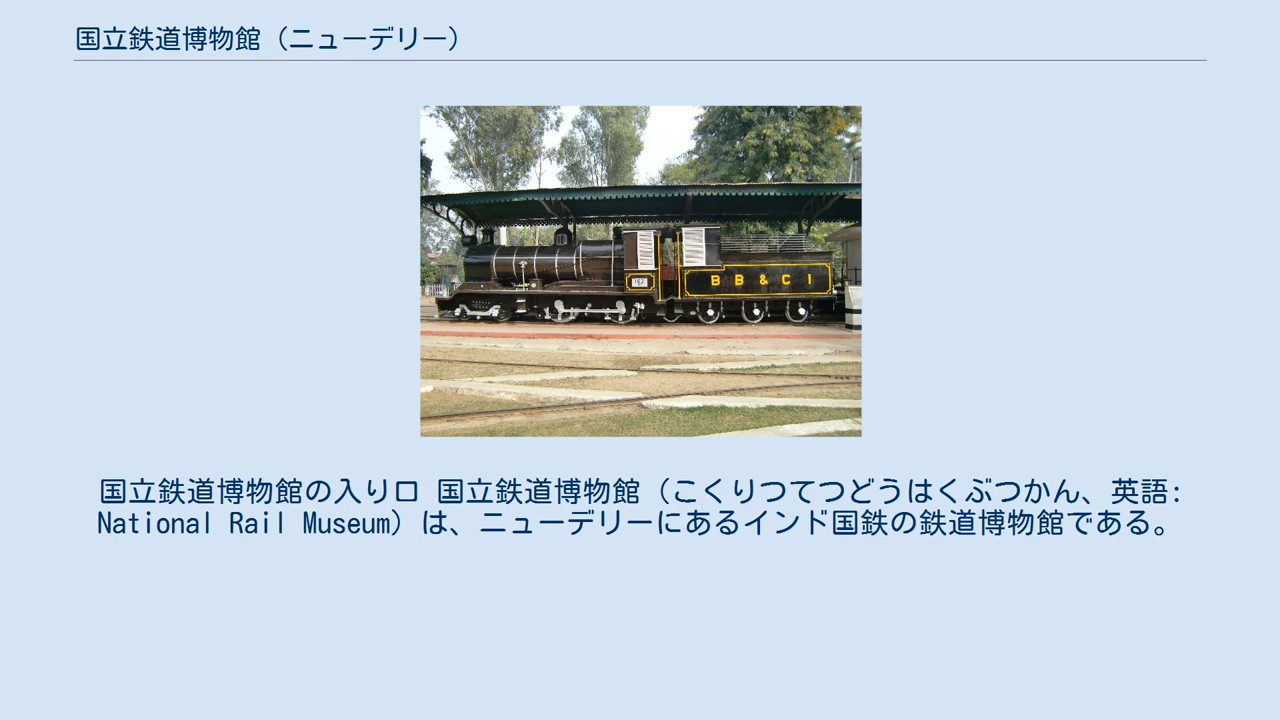 国立鉄道博物館（ニューデリー）
BB&CI
162
国立鉄道博物館の入り口 国立鉄道博物館（こくりつてつどうはくぶつかん、英語:
National Rail Museum）は、ニューデリーにあるインド国鉄の鉄道博物館である。